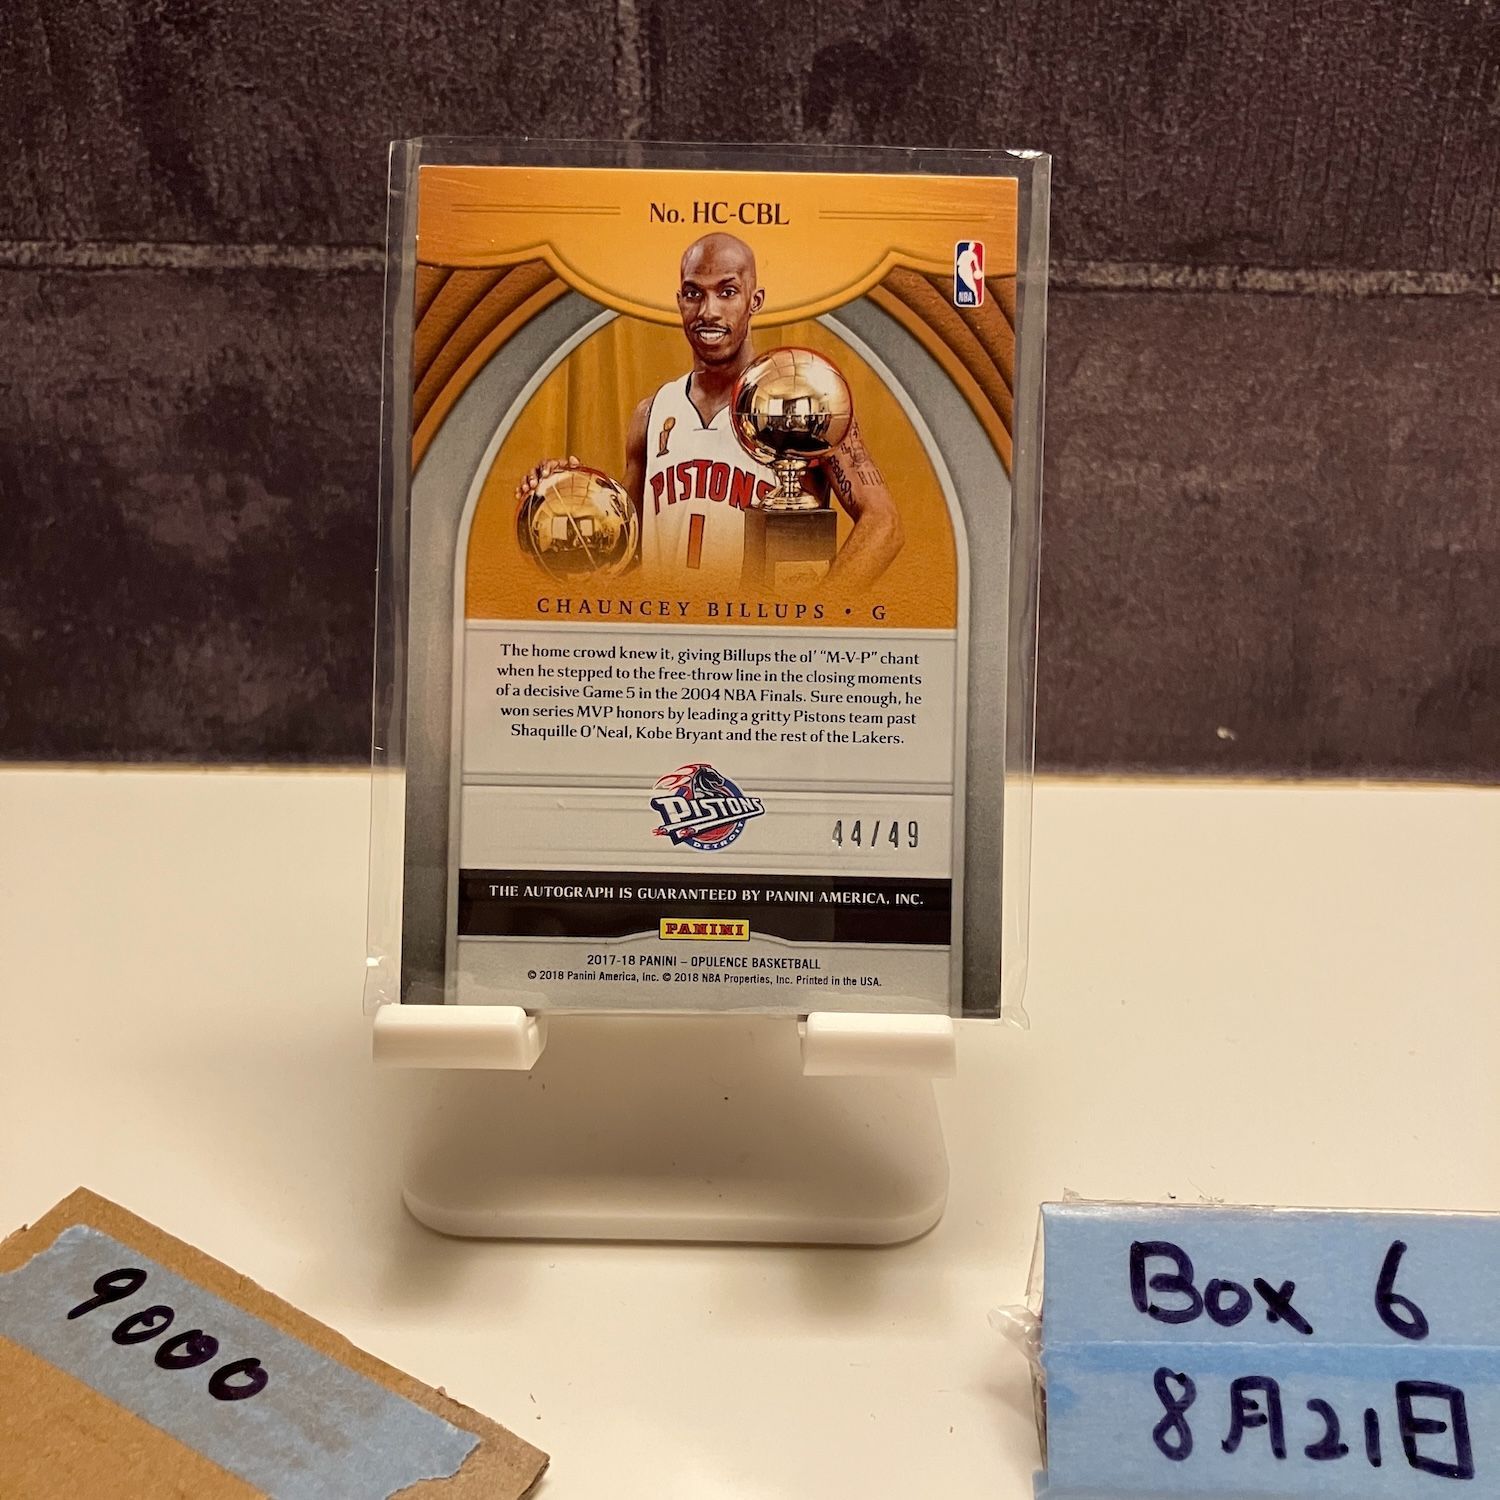 No. HC-CBL
NBA
PISTONS
1
CHAUNCEY BILLUPS • G
The home crowd knew it, giving Billups the ol' "M-V-P" chant
when he stepped to the free-throw line in the closing moments
of a decisive Game 5 in the 2004 NBA Finals. Sure enough, he
won series MVP honors by leading a gritty Pistons team past
Shaquille O'Neal, Kobe Bryant and the rest of the Lakers.
PISTONS
DETROIT
44/49
THE AUTOGRAPH IS GUARANTEED BY PANINI AMERICA, INC.
PANINI
2017-18 PANINI – OPULENCE BASKETBALL
© 2018 Panini America, Inc. © 2018 NBA Properties, Inc. Printed in the USA.
9000
Box 6
8月21日